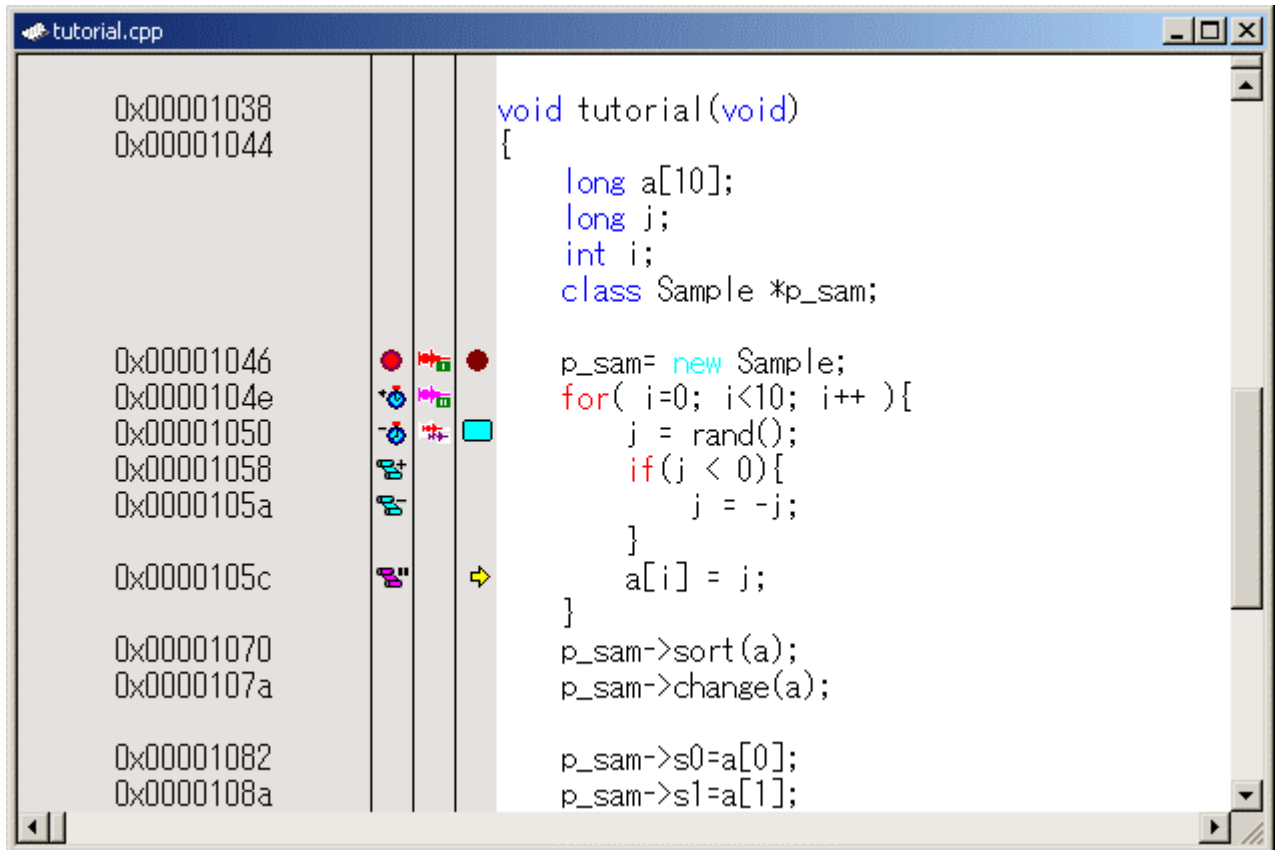 tutorial.cpp
0x00001038 void tutorial(void)
0x00001044 {
long a[10];
long j;
int i;
class Sample *p_sam;
0x00001046 p_sam= new Sample;
0x0000104e for( i=0; i<10; i++ ){
0x00001050 j = rand();
0x00001058 if(j < 0){
0x0000105a j = -j;
}
0x0000105c a[i] = j;
}
0x00001070 p_sam->sort(a);
0x0000107a p_sam->change(a);
0x00001082 p_sam->s0=a[0];
0x0000108a p_sam->s1=a[1];